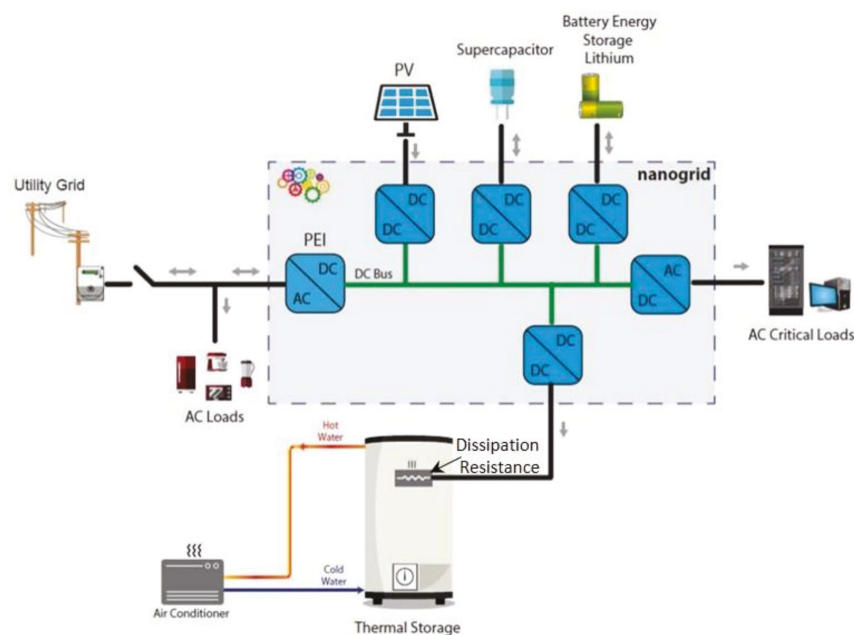 Battery Energy
Storage
Lithium
Supercapacitor
PV
Utility Grid
nanogrid
DC
DC
DC
DC
DC
DC
PEI
DC
AC
DC Bus
AC
DC
DC
DC
AC Critical Loads
AC Loads
Hot
Water
Dissipation
Resistance
Cold
Water
Air Conditioner
Thermal Storage